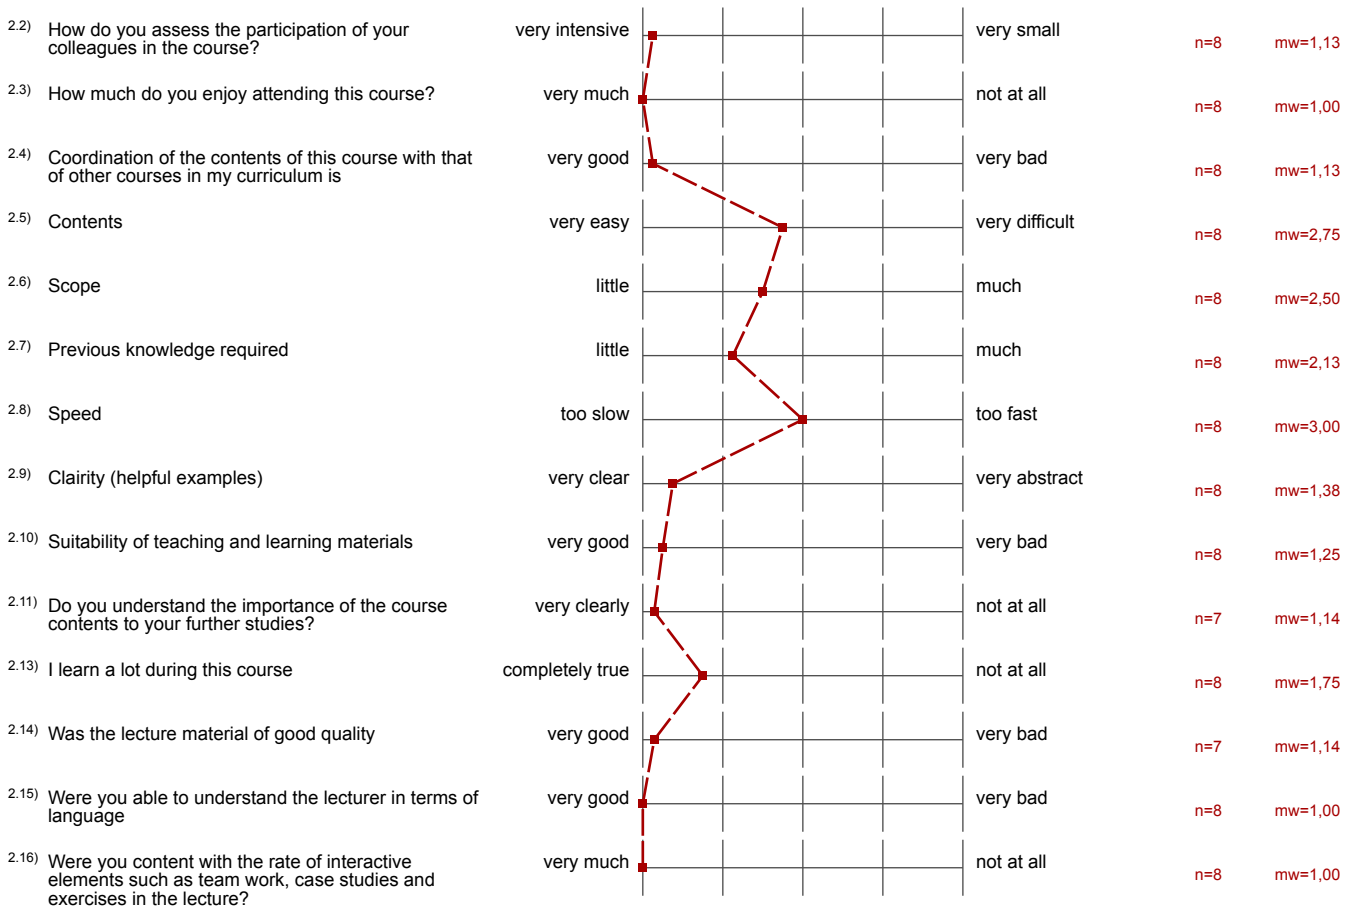 2.2) How do you assess the participation of your very intensive very small n=8 mw=1,13
colleagues in the course?
2.3) How much do you enjoy attending this course? very much not at all n=8 mw=1,00
2.4) Coordination of the contents of this course with that very good very bad n=8 mw=1,13
of other courses in my curriculum is
2.5) Contents very easy very difficult n=8 mw=2,75
2.6) Scope little much n=8 mw=2,50
2.7) Previous knowledge required little much n=8 mw=2,13
2.8) Speed too slow too fast n=8 mw=3,00
2.9) Clairity (helpful examples) very clear very abstract n=8 mw=1,38
2.10) Suitability of teaching and learning materials very good very bad n=8 mw=1,25
2.11) Do you understand the importance of the course very clearly not at all n=7 mw=1,14
contents to your further studies?
2.13) I learn a lot during this course completely true not at all n=8 mw=1,75
2.14) Was the lecture material of good quality very good very bad n=7 mw=1,14
2.15) Were you able to understand the lecturer in terms of very good very bad n=8 mw=1,00
language
2.16) Were you content with the rate of interactive very much not at all n=8 mw=1,00
elements such as team work, case studies and
exercises in the lecture?